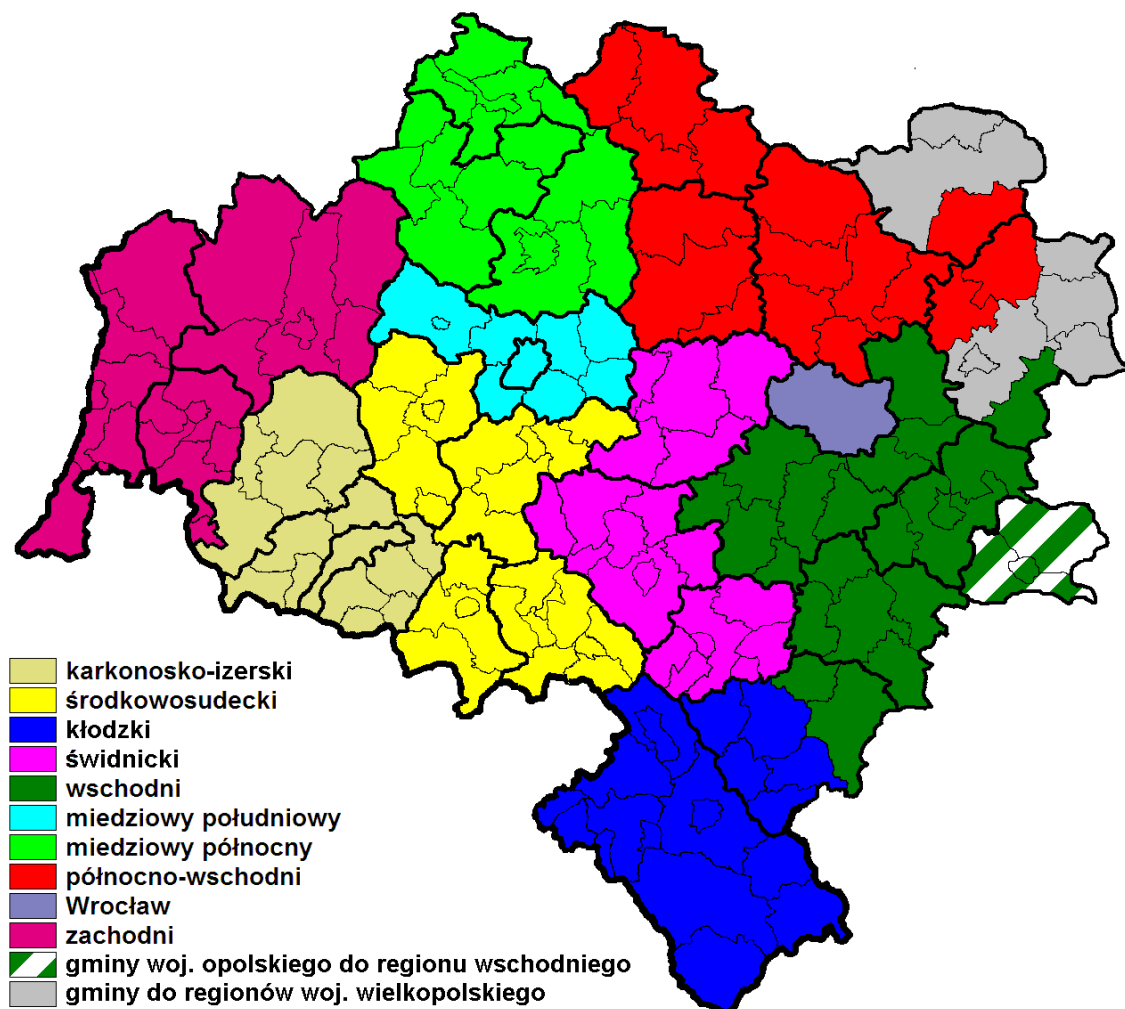 karkonosko-izerski
środkowosudecki
kłodzki
świdnicki
wschodni
miedziowy południowy
miedziowy północny
północno-wschodni
Wrocław
zachodni
gminy woj. opolskiego do regionu wschodniego
gminy do regionów woj. wielkopolskiego